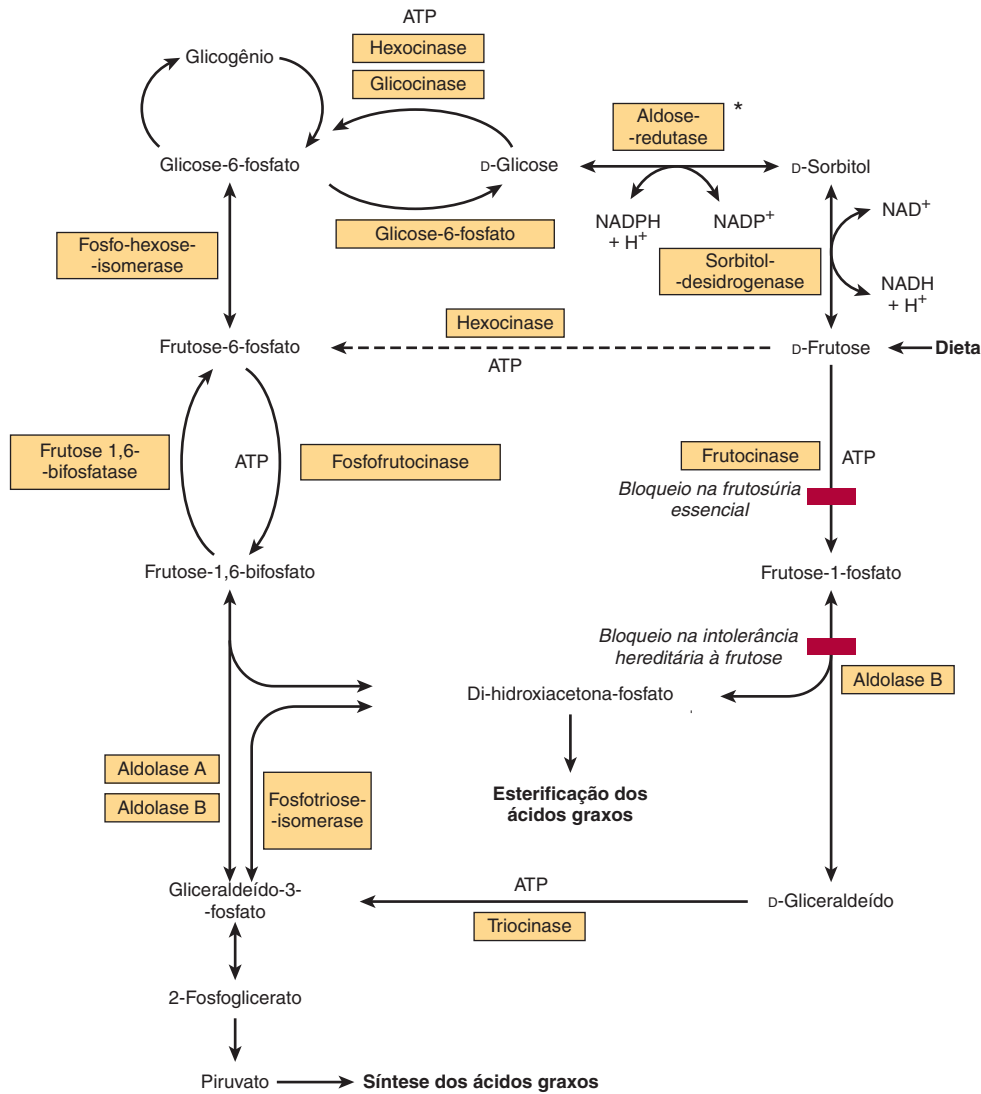 ATP
Hexocinase
Glicocinase
Glicogênio
Aldose-
-redutase
*
Glicose-6-fosfato
D-Glicose
D-Sorbitol
NADPH
+ H⁺
NADP⁺
NAD⁺
Glicose-6-fosfato
Fosfo-hexose-
-isomerase
Sorbitol-
-desidrogenase
NADH
+ H⁺
Hexocinase
Frutose-6-fosfato
ATP
D-Frutose
Dieta
Frutose 1,6-
-bifosfatase
ATP
Fosfofrutocinase
Frutocinase
ATP
Bloqueio na frutosúria
essencial
Frutose-1,6-bifosfato
Frutose-1-fosfato
Bloqueio na intolerância
hereditária à frutose
Aldolase B
Di-hidroxiacetona-fosfato
Aldolase A
Aldolase B
Fosfotriose-
-isomerase
Esterificação dos
ácidos graxos
Gliceraldeído-3-
-fosfato
ATP
Triocinase
D-Gliceraldeído
2-Fosfoglicerato
Piruvato
Síntese dos ácidos graxos